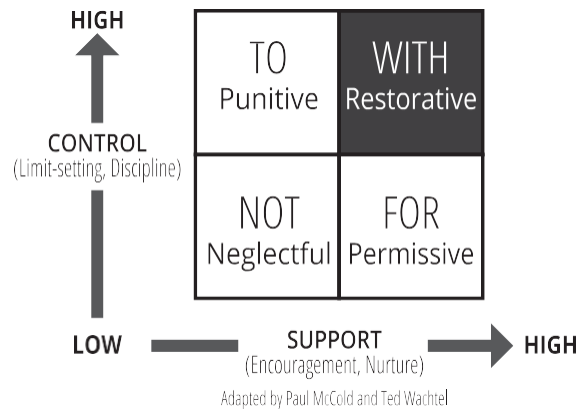 HIGH
TO
Punitive
WITH
Restorative
CONTROL
(Limit-setting, Discipline)
NOT
Neglectful
FOR
Permissive
LOW
SUPPORT
(Encouragement, Nurture)
HIGH
Adapted by Paul McCold and Ted Wachtel